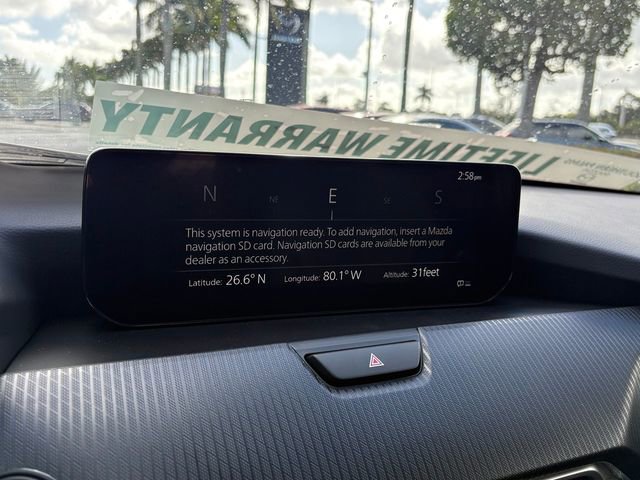 LIFETIME WARRANTY
2:58pm
N NE E SE S
This system is navigation ready. To add navigation, insert a Mazda
navigation SD card. Navigation SD cards are available from your
dealer as an accessory.
Latitude: 26.6° N Longitude: 80.1° W Altitude: 31feet